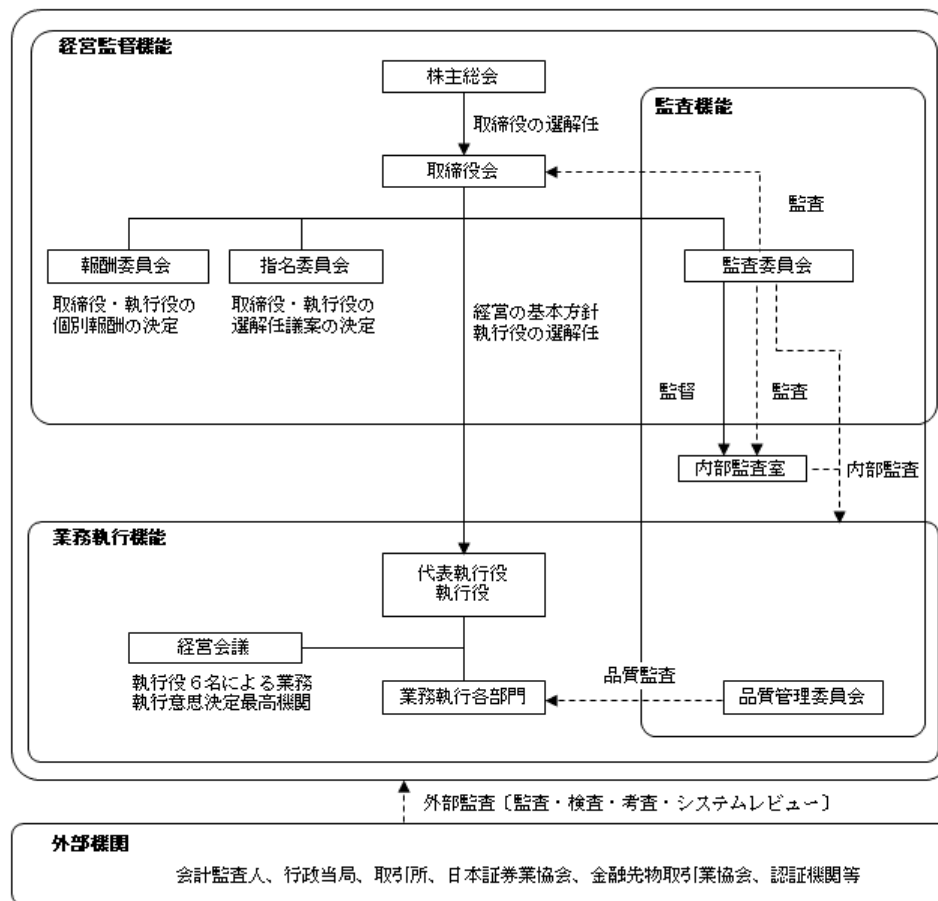 経営監督機能
株主総会
監査機能
取締役の選解任
取締役会
監査
報酬委員会
指名委員会
監査委員会
取締役・執行役の
個別報酬の決定
取締役・執行役の
選解任議案の決定
経営の基本方針
執行役の選解任
監督
監査
内部監査室
内部監査
業務執行機能
代表執行役
執行役
経営会議
執行役6名による業務
執行意思決定最高機関
品質監査
業務執行各部門
品質管理委員会
外部監査〔監査・検査・考査・システムレビュー〕
外部機関
会計監査人、行政当局、取引所、日本証券業協会、金融先物取引業協会、認証機関等